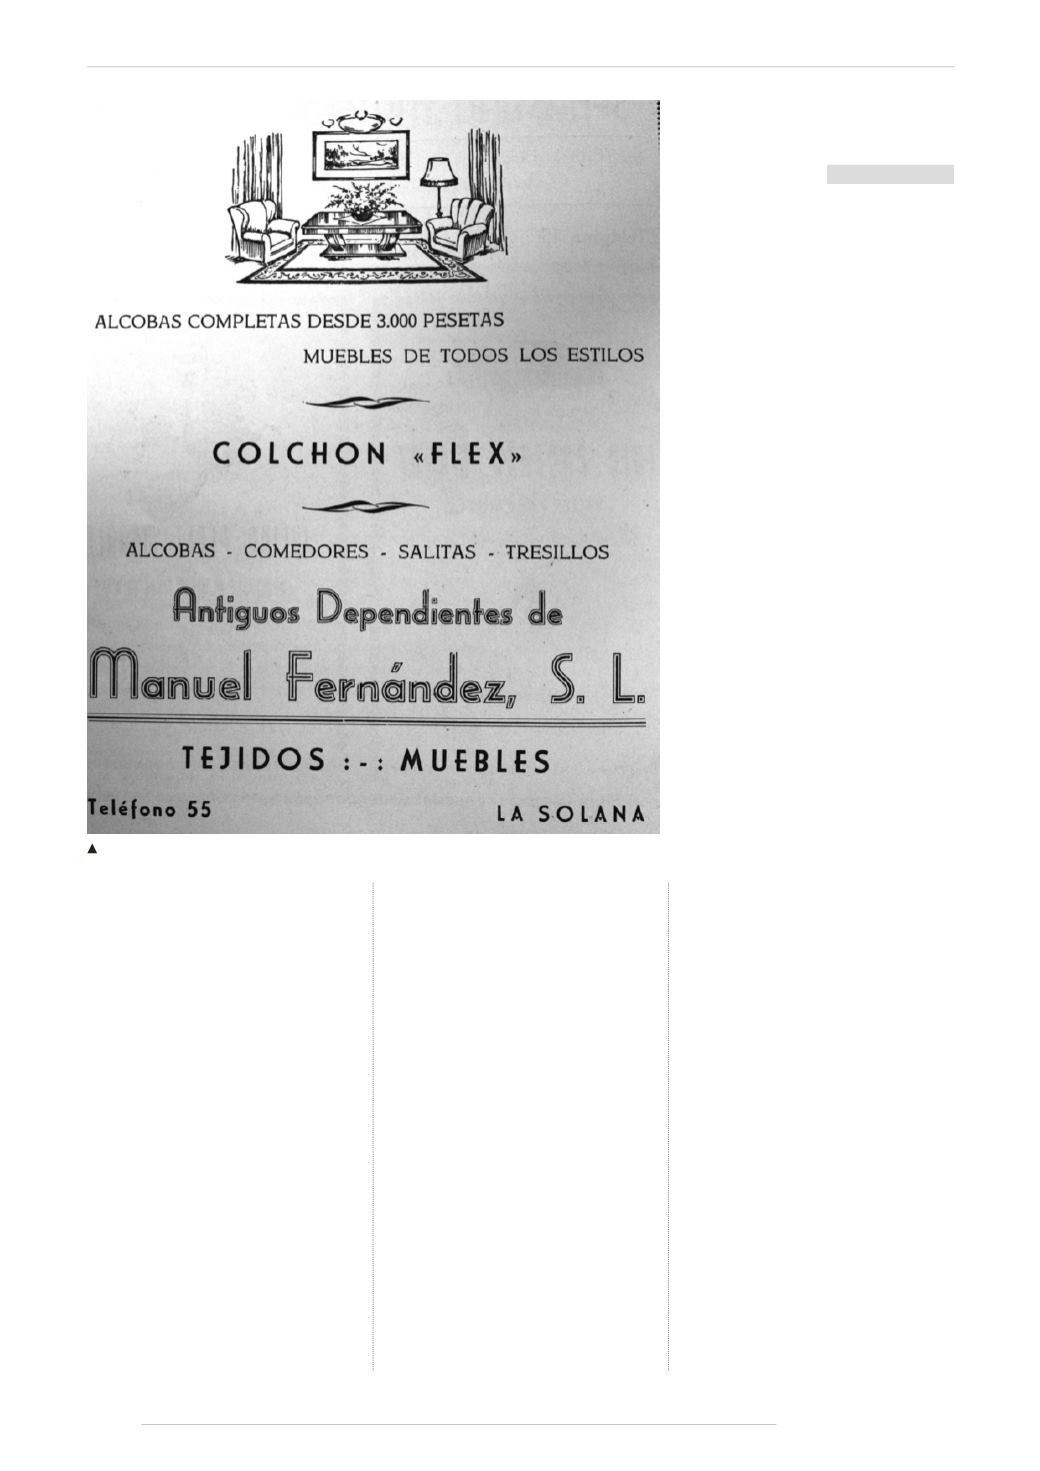 ALCOBAS COMPLETAS DESDE 3.000 PESETAS
MUEBLES DE TODOS LOS ESTILOS
COLCHON «FLEX»
ALCOBAS - COMEDORES - SALITAS - TRESILLOS
Antiguos Dependientes de
Manuel Fernández, S. L.
TEJIDOS :-: MUEBLES
Teléfono 55
LA SOLANA